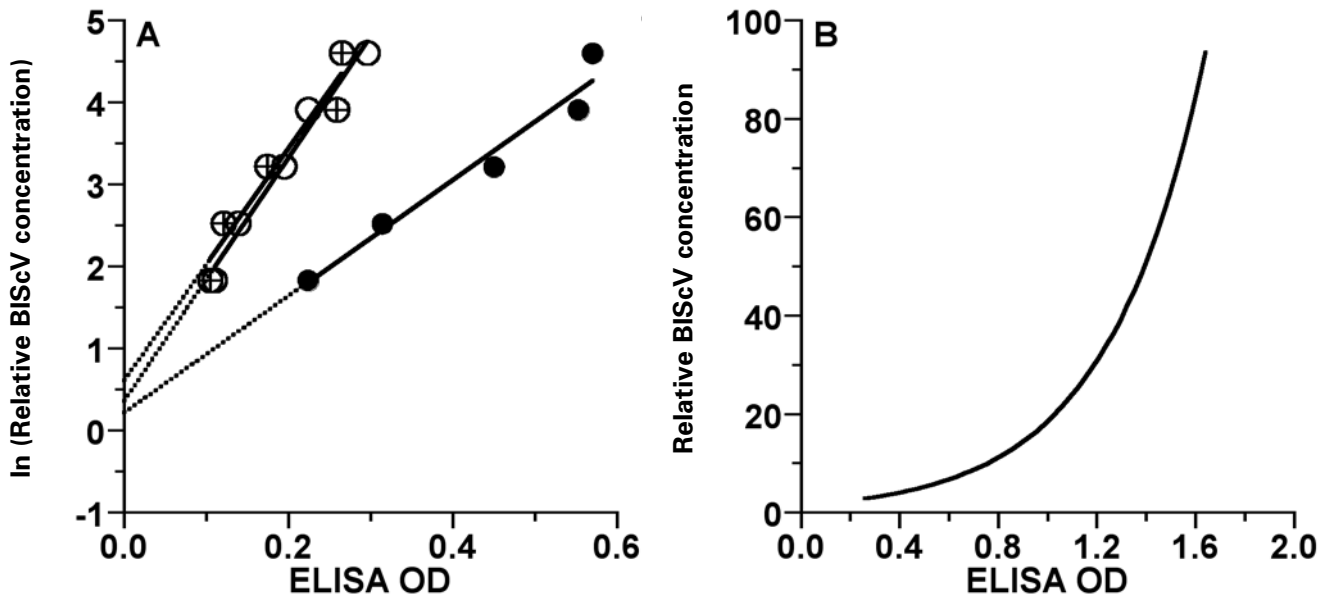 A
ln (Relative BlScV concentration)
5
4
3
2
1
0
-1
0.0 0.2 0.4 0.6
ELISA OD
B
Relative BlScV concentration
100
80
60
40
20
0
0.0 0.4 0.8 1.2 1.6 2.0
ELISA OD